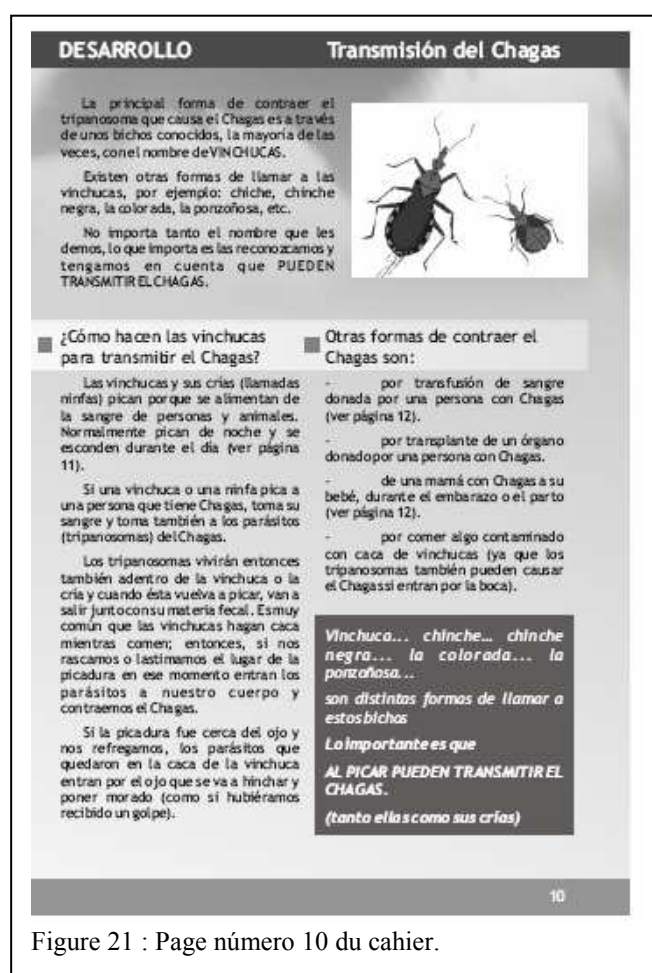 DESARROLLO
Transmisión del Chagas
La principal forma de contraer el
tripanosoma que causa el Chagas es a través
de unos bichos conocidos, la mayoría de las
veces, con el nombre de VINCHUCAS.
Existen otras formas de llamar a las
vinchucas, por ejemplo: chiche, chinche
negra, la colorada, la ponzoñosa, etc.
No importa tanto el nombre que les
demos, lo que importa es las reconozcamos y
tengamos en cuenta que PUEDEN
TRANSMITIR EL CHAGAS.
¿Cómo hacen las vinchucas
para transmitir el Chagas?
Las vinchucas y sus crías (llamadas
ninfas) pican porque se alimentan de
la sangre de personas y animales.
Normalmente pican de noche y se
esconden durante el día (ver página
11).
Si una vinchuca o una ninfa pica a
una persona que tiene Chagas, toma su
sangre y toma también a los parásitos
(tripanosomas) del Chagas.
Los tripanosomas vivirán entonces
también adentro de la vinchuca o la
cría y cuando ésta vuelva a picar, van a
salir junto con su materia fecal. Es muy
común que las vinchucas hagan caca
mientras comen; entonces, si nos
rascamos o lastimamos el lugar de la
picadura en ese momento entran los
parásitos a nuestro cuerpo y
contraemos el Chagas.
Si la picadura fue cerca del ojo y
nos refregamos, los parásitos que
quedaron en la caca de la vinchuca
entran por el ojo que se va a hinchar y
poner morado (como si hubiéramos
recibido un golpe).
Otras formas de contraer el
Chagas son:
- por transfusión de sangre
donada por una persona con Chagas
(ver página 12).
- por transplante de un órgano
donado por una persona con Chagas.
- de una mamá con Chagas a su
bebé, durante el embarazo o el parto
(ver página 12).
- por comer algo contaminado
con caca de vinchucas (ya que los
tripanosomas también pueden causar
el Chagas si entran por la boca).
Vinchuca... chinche... chinche
negra... la colorada... la
ponzoñosa...
son distintas formas de llamar a
estos bichos
Lo importante es que
AL PICAR PUEDEN TRANSMITIR EL
CHAGAS.
(tanto ellas como sus crías)
10
Figure 21 : Page número 10 du cahier.